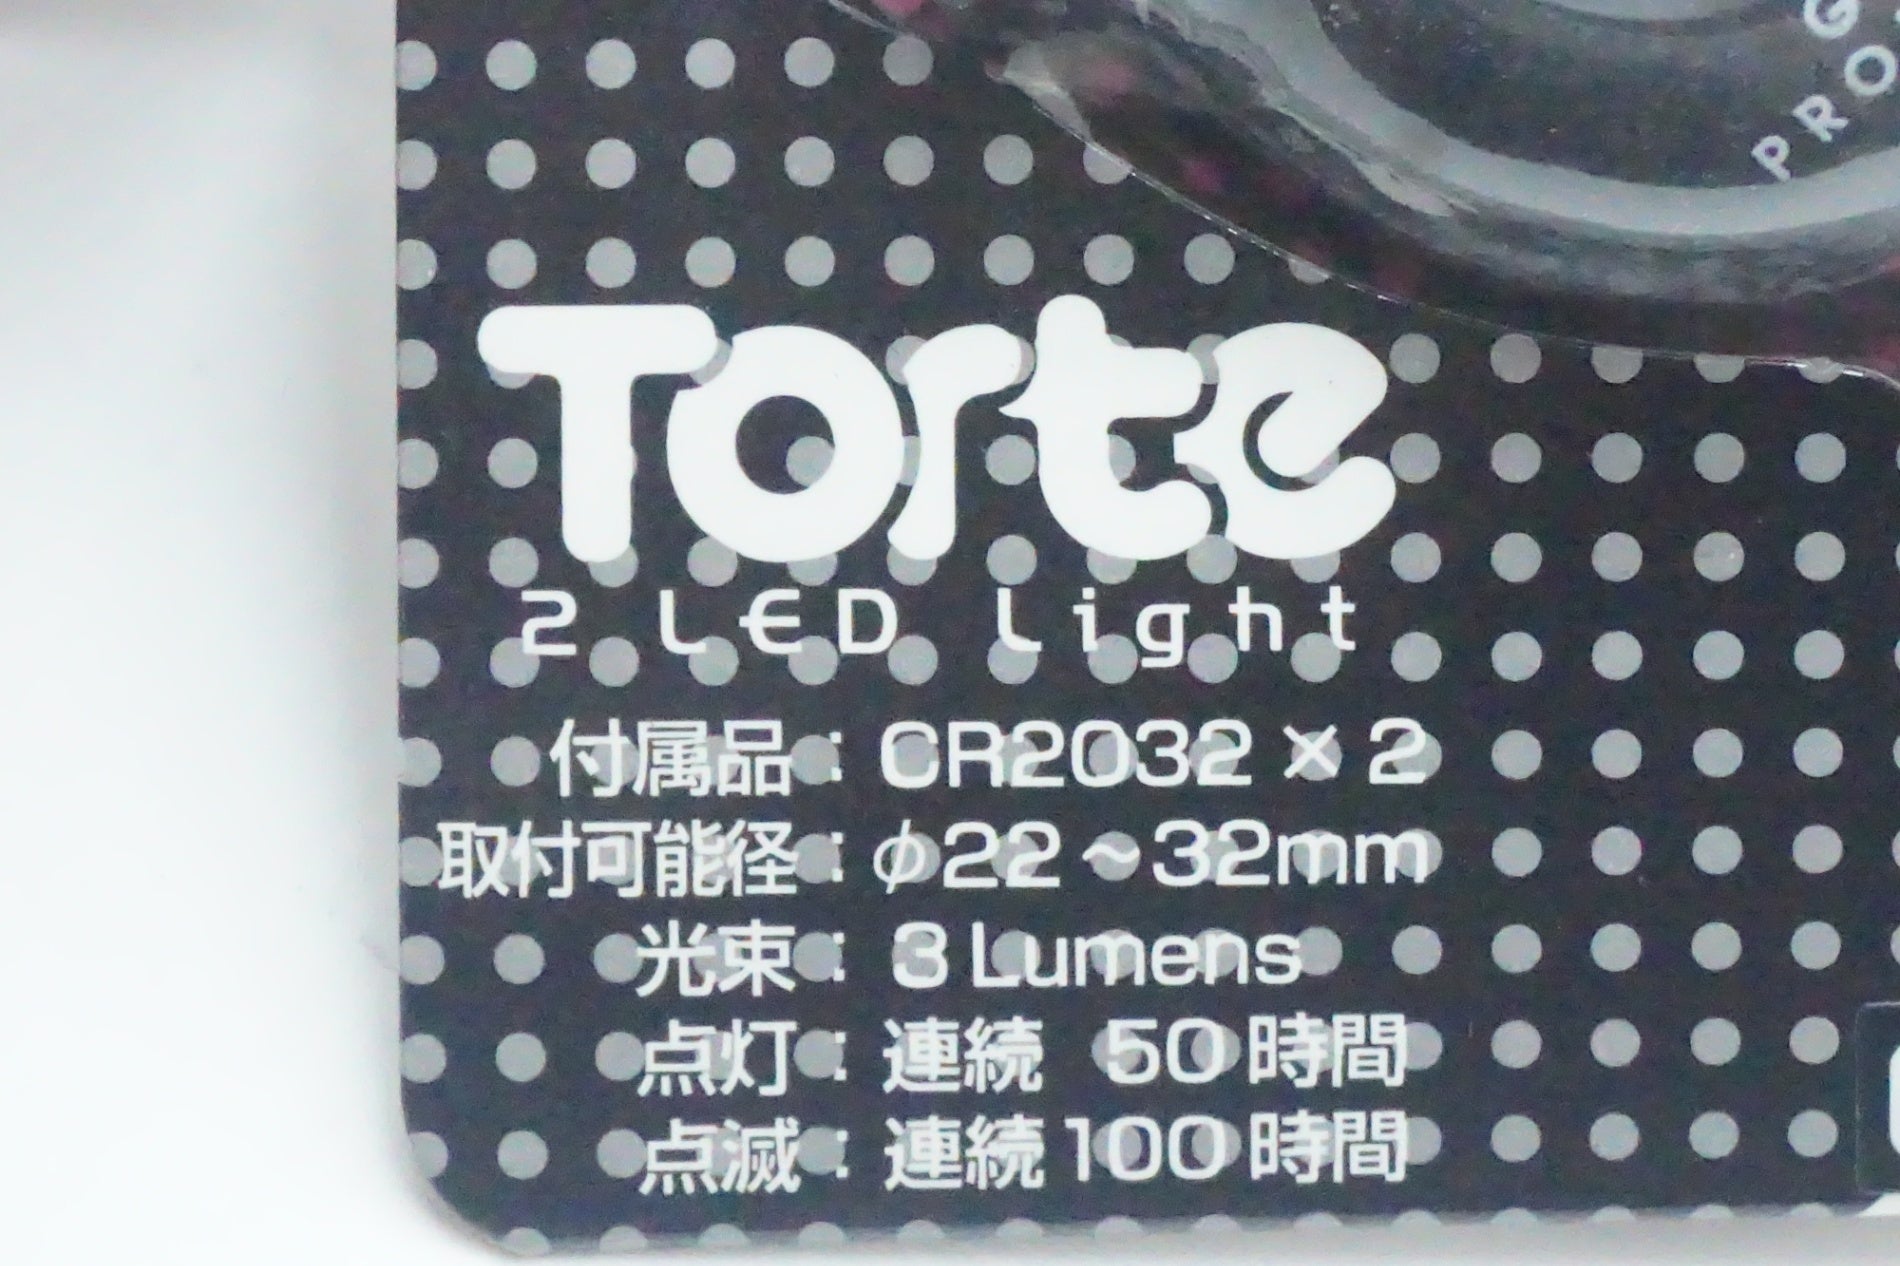 Torte
2 LED Light
付属品：CR2032×2
取付可能径：φ22～32mm
光束：3 Lumens
点灯：連続 50時間
点滅：連続100時間